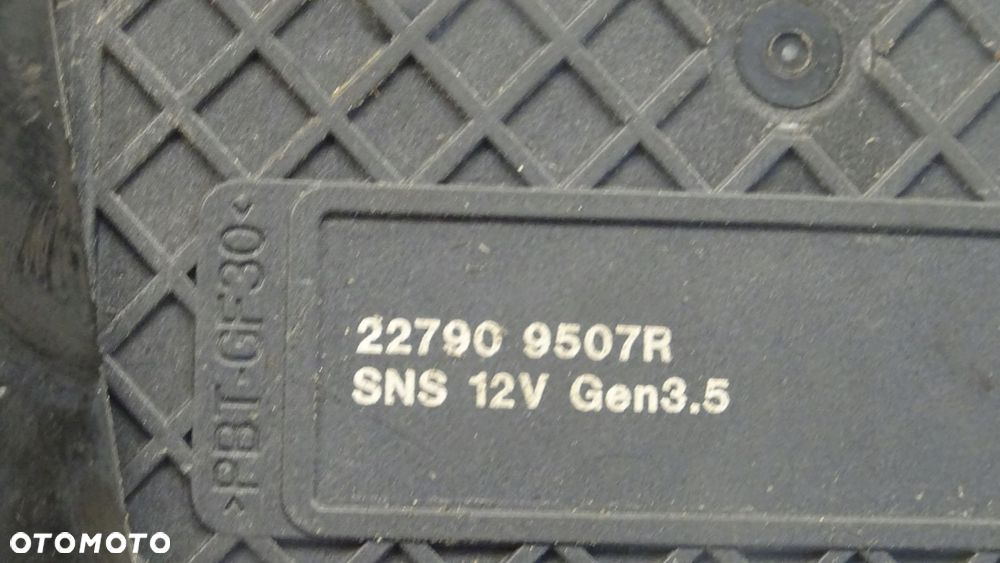 >PBT-GF30<
22790 9507R
SNS 12V Gen3.5
OTOMOTO